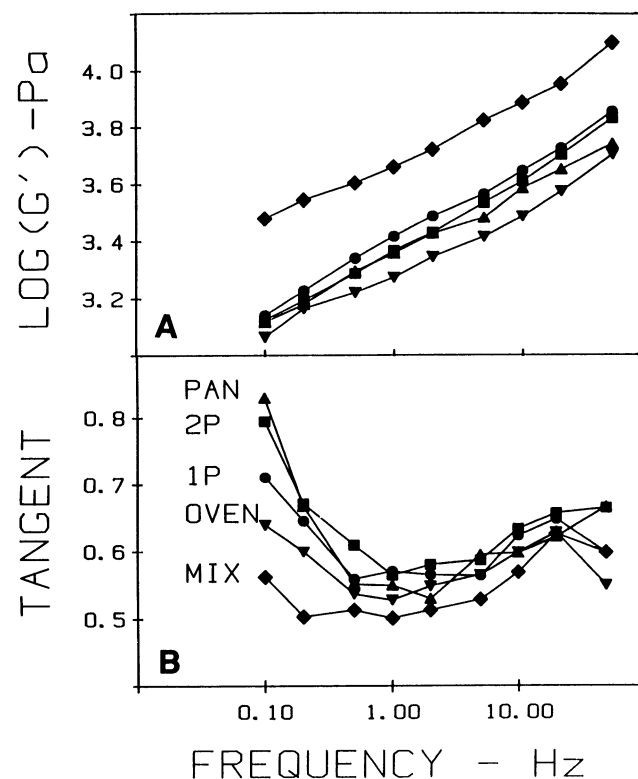 LOG(G′) -Pa
4.0
3.8
3.6
3.4
3.2
A
TANGENT
0.8
0.7
0.6
0.5
PAN
2P
1P
OVEN
MIX
B
0.10
1.00
10.00
FREQUENCY - Hz